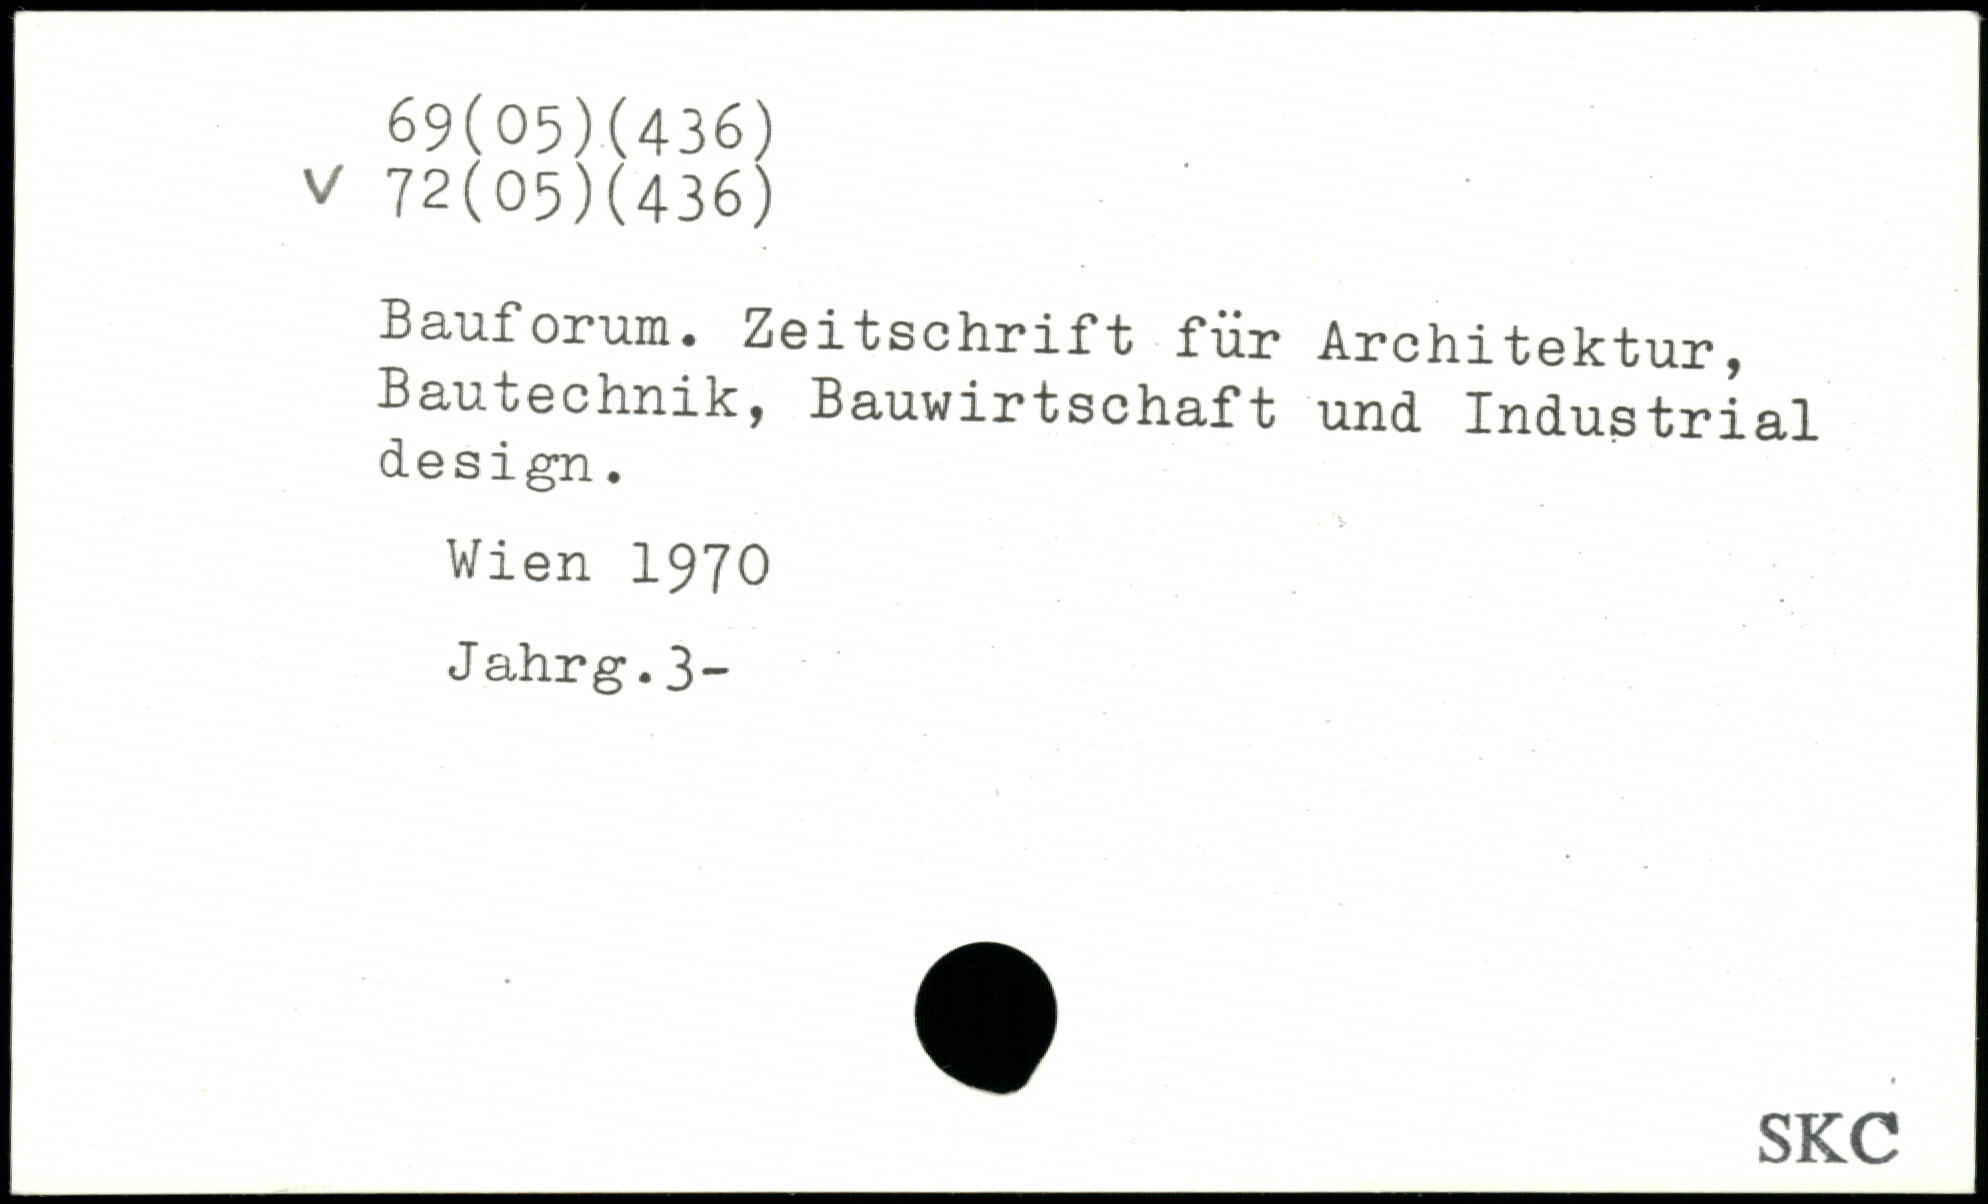 69(05)(436)
V 72(05)(436)
Bauforum. Zeitschrift für Architektur,
Bautechnik, Bauwirtschaft und Industrial
design.
Wien 1970
Jahrg.3-
SKC